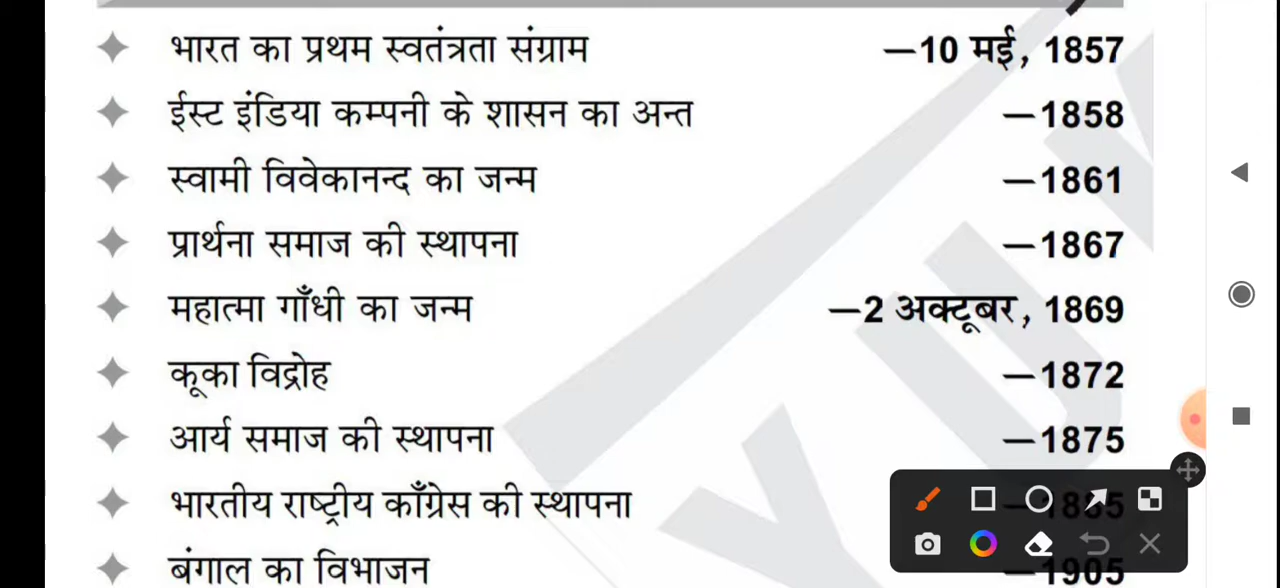 भारत का प्रथम स्वतंत्रता संग्राम —10 मई, 1857
ईस्ट इंडिया कम्पनी के शासन का अन्त —1858
स्वामी विवेकानन्द का जन्म —1861
प्रार्थना समाज की स्थापना —1867
महात्मा गाँधी का जन्म —2 अक्टूबर, 1869
कूका विद्रोह —1872
आर्य समाज की स्थापना —1875
भारतीय राष्ट्रीय काँग्रेस की स्थापना —1885
बंगाल का विभाजन —1905